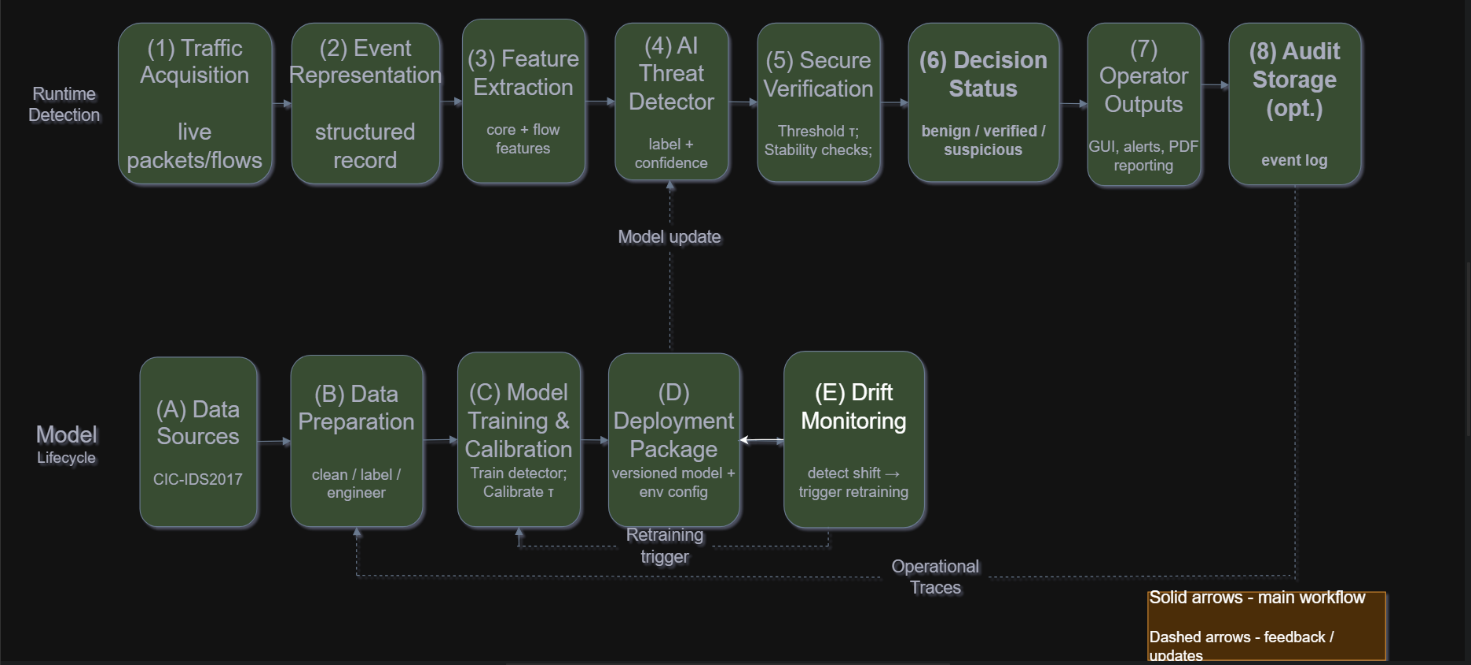 Runtime
Detection
(1) Traffic
Acquisition
live
packets/flows
(2) Event
Representation
structured
record
(3) Feature
Extraction
core + flow
features
(4) AI
Threat
Detector
label +
confidence
(5) Secure
Verification
Threshold τ;
Stability checks;
(6) Decision
Status
benign / verified /
suspicious
(7)
Operator
Outputs
GUI, alerts, PDF
reporting
(8) Audit
Storage
(opt.)
event log
Model update
Model
Lifecycle
(A) Data
Sources
CIC-IDS2017
(B) Data
Preparation
clean / label /
engineer
(C) Model
Training &
Calibration
Train detector;
Calibrate τ
(D)
Deployment
Package
versioned model +
env config
(E) Drift
Monitoring
detect shift →
trigger retraining
Retraining
trigger
Operational
Traces
Solid arrows - main workflow
Dashed arrows - feedback /
updates